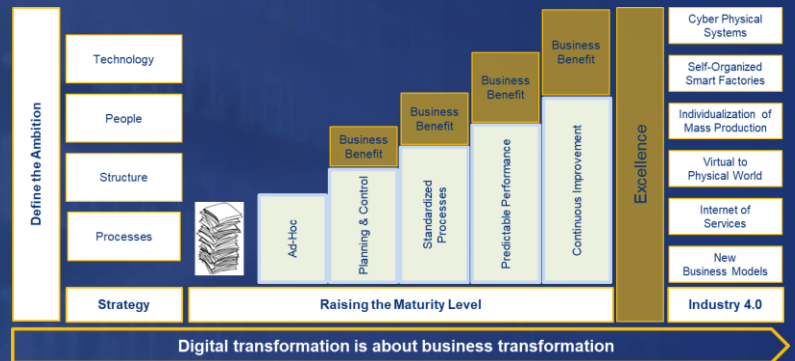 Define the Ambition
Technology
People
Structure
Processes
Strategy
Ad-Hoc
Planning & Control
Business
Benefit
Standardized
Processes
Business
Benefit
Predictable Performance
Business
Benefit
Continuous Improvement
Business
Benefit
Raising the Maturity Level
Excellence
Cyber Physical
Systems
Self-Organized
Smart Factories
Individualization of
Mass Production
Virtual to
Physical World
Internet of
Services
New
Business Models
Industry 4.0
Digital transformation is about business transformation